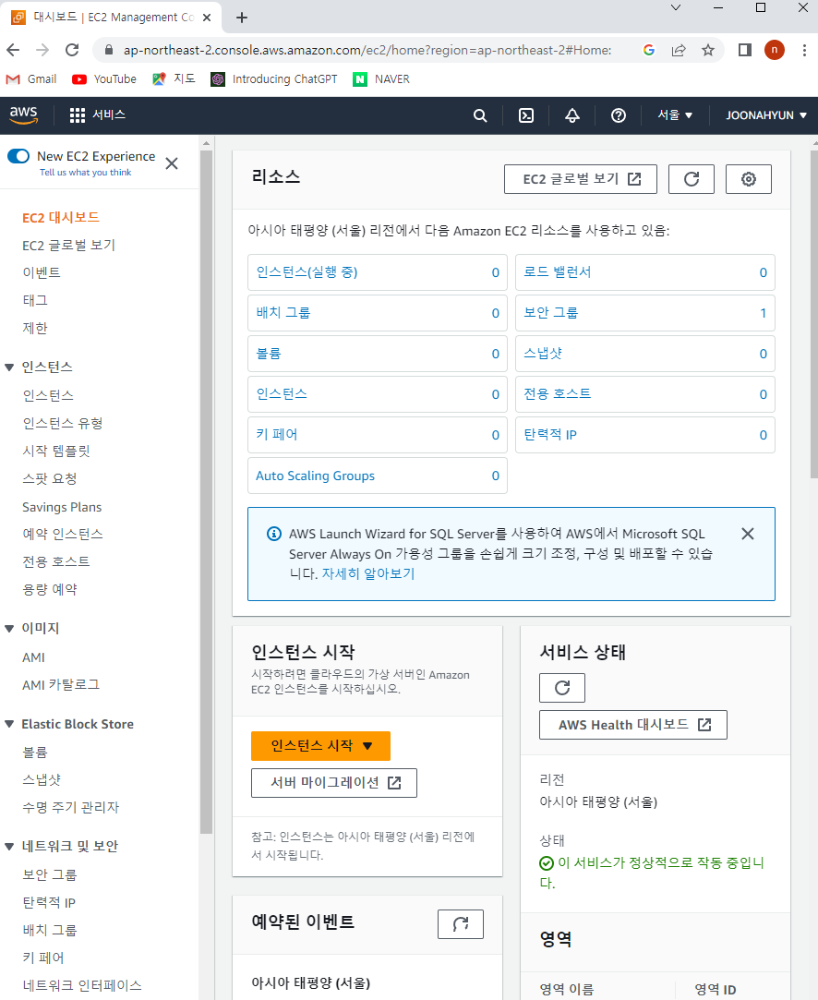 대시보드 | EC2 Management Co
ap-northeast-2.console.aws.amazon.com/ec2/home?region=ap-northeast-2#Home:
n
Gmail
YouTube
지도
Introducing ChatGPT
NAVER
aws
서비스
서울 ▼
JOONAHYUN ▼
New EC2 Experience
Tell us what you think
EC2 대시보드
EC2 글로벌 보기
이벤트
태그
제한
인스턴스
인스턴스
인스턴스 유형
시작 템플릿
스팟 요청
Savings Plans
예약 인스턴스
전용 호스트
용량 예약
이미지
AMI
AMI 카탈로그
Elastic Block Store
볼륨
스냅샷
수명 주기 관리자
네트워크 및 보안
보안 그룹
탄력적 IP
배치 그룹
키 페어
네트워크 인터페이스
리소스
EC2 글로벌 보기
아시아 태평양 (서울) 리전에서 다음 Amazon EC2 리소스를 사용하고 있음:
인스턴스(실행 중) 0
로드 밸런서 0
배치 그룹 0
보안 그룹 1
볼륨 0
스냅샷 0
인스턴스 0
전용 호스트 0
키 페어 0
탄력적 IP 0
Auto Scaling Groups 0
AWS Launch Wizard for SQL Server를 사용하여 AWS에서 Microsoft SQL
Server Always On 가용성 그룹을 손쉽게 크기 조정, 구성 및 배포할 수 있습
니다. 자세히 알아보기
인스턴스 시작
시작하려면 클라우드의 가상 서버인 Amazon
EC2 인스턴스를 시작하십시오.
인스턴스 시작 ▼
서버 마이그레이션
참고: 인스턴스는 아시아 태평양 (서울) 리전에
서 시작됩니다.
예약된 이벤트
아시아 태평양 (서울)
서비스 상태
AWS Health 대시보드
리전
아시아 태평양 (서울)
상태
이 서비스가 정상적으로 작동 중입니
다.
영역
영역 이름
영역 ID